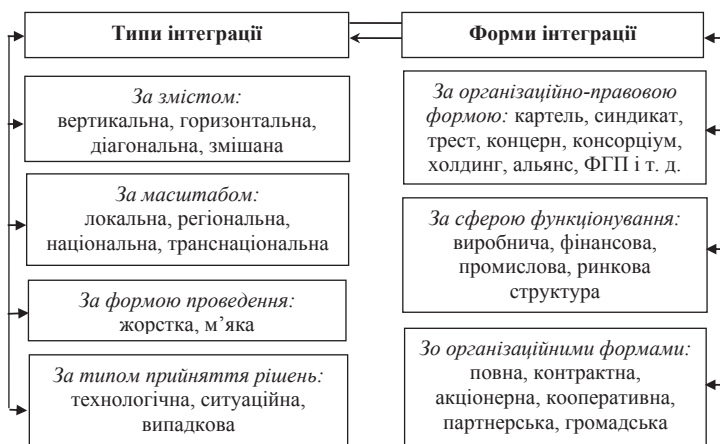 Типи інтеграції
За змістом:
вертикальна, горизонтальна,
діагональна, змішана
За масштабом:
локальна, регіональна,
національна, транснаціональна
За формою проведення:
жорстка, м’яка
За типом прийняття рішень:
технологічна, ситуаційна,
випадкова
Форми інтеграції
За організаційно-правовою
формою: картель, синдикат,
трест, концерн, консорціум,
холдинг, альянс, ФГП і т. д.
За сферою функціонування:
виробнича, фінансова,
промислова, ринкова
структура
Зо організаційними формами:
повна, контрактна,
акціонерна, кооперативна,
партнерська, громадська